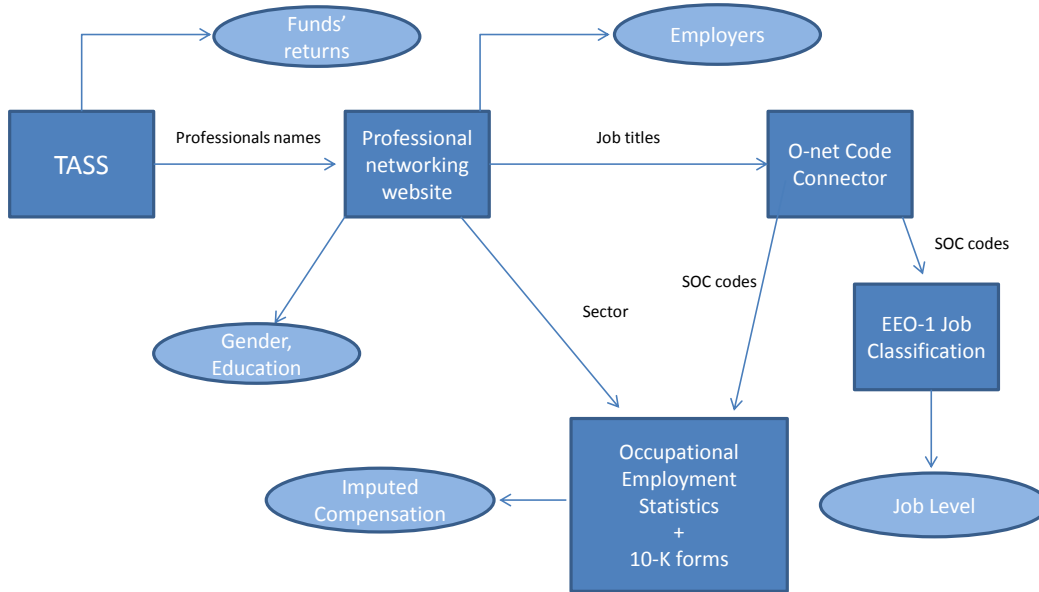 Funds'
returns
Employers
TASS
Professionals names
Professional
networking
website
Job titles
O-net Code
Connector
SOC codes
SOC codes
Sector
EEO-1 Job
Classification
Gender,
Education
Occupational
Employment
Statistics
+
10-K forms
Imputed
Compensation
Job Level